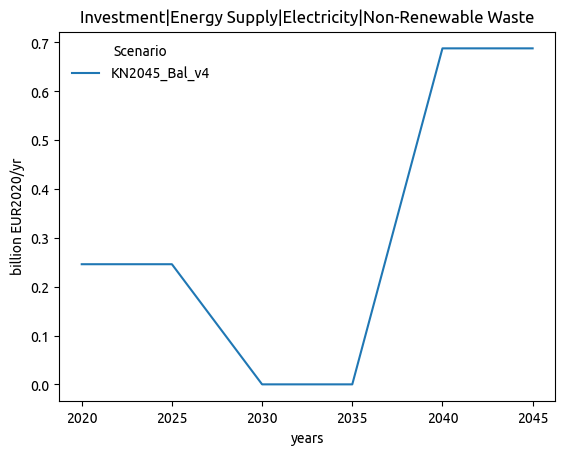 Investment|Energy Supply|Electricity|Non-Renewable Waste
Scenario
KN2045_Bal_v4
billion EUR2020/yr
0.7
0.6
0.5
0.4
0.3
0.2
0.1
0.0
2020 2025 2030 2035 2040 2045
years